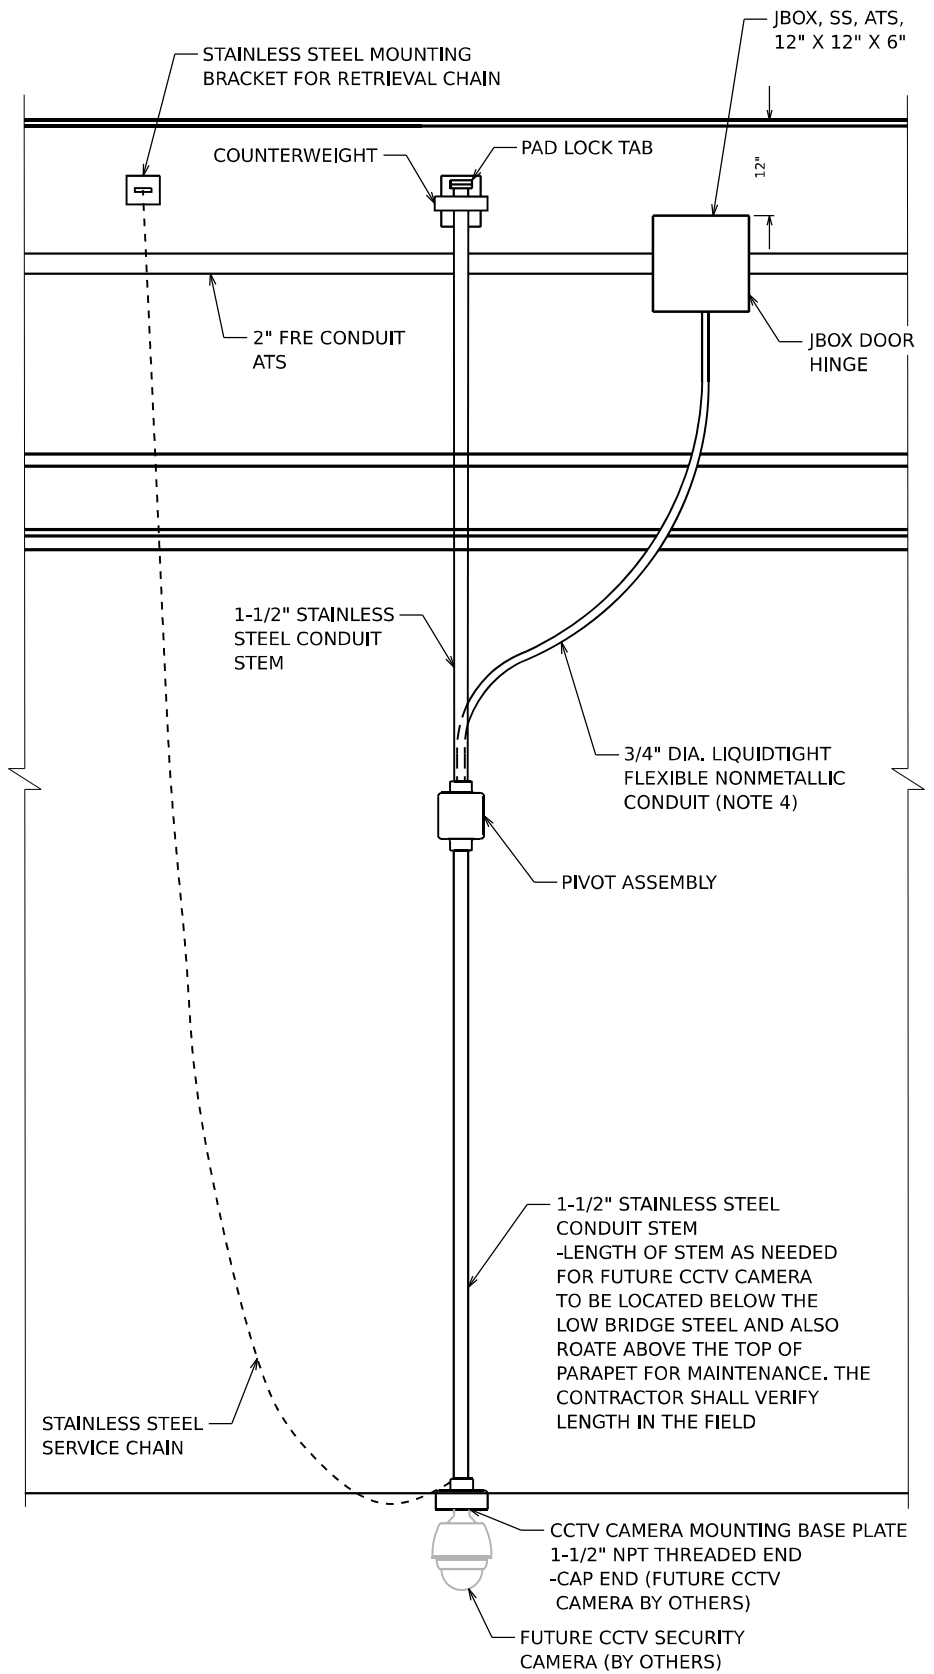 JBOX, SS, ATS,
12" X 12" X 6"
STAINLESS STEEL MOUNTING
BRACKET FOR RETRIEVAL CHAIN
COUNTERWEIGHT
PAD LOCK TAB
12"
2" FRE CONDUIT
ATS
JBOX DOOR
HINGE
1-1/2" STAINLESS
STEEL CONDUIT
STEM
3/4" DIA. LIQUIDTIGHT
FLEXIBLE NONMETALLIC
CONDUIT (NOTE 4)
PIVOT ASSEMBLY
1-1/2" STAINLESS STEEL
CONDUIT STEM
-LENGTH OF STEM AS NEEDED
FOR FUTURE CCTV CAMERA
TO BE LOCATED BELOW THE
LOW BRIDGE STEEL AND ALSO
ROATE ABOVE THE TOP OF
PARAPET FOR MAINTENANCE. THE
CONTRACTOR SHALL VERIFY
LENGTH IN THE FIELD
STAINLESS STEEL
SERVICE CHAIN
CCTV CAMERA MOUNTING BASE PLATE
1-1/2" NPT THREADED END
-CAP END (FUTURE CCTV
CAMERA BY OTHERS)
FUTURE CCTV SECURITY
CAMERA (BY OTHERS)